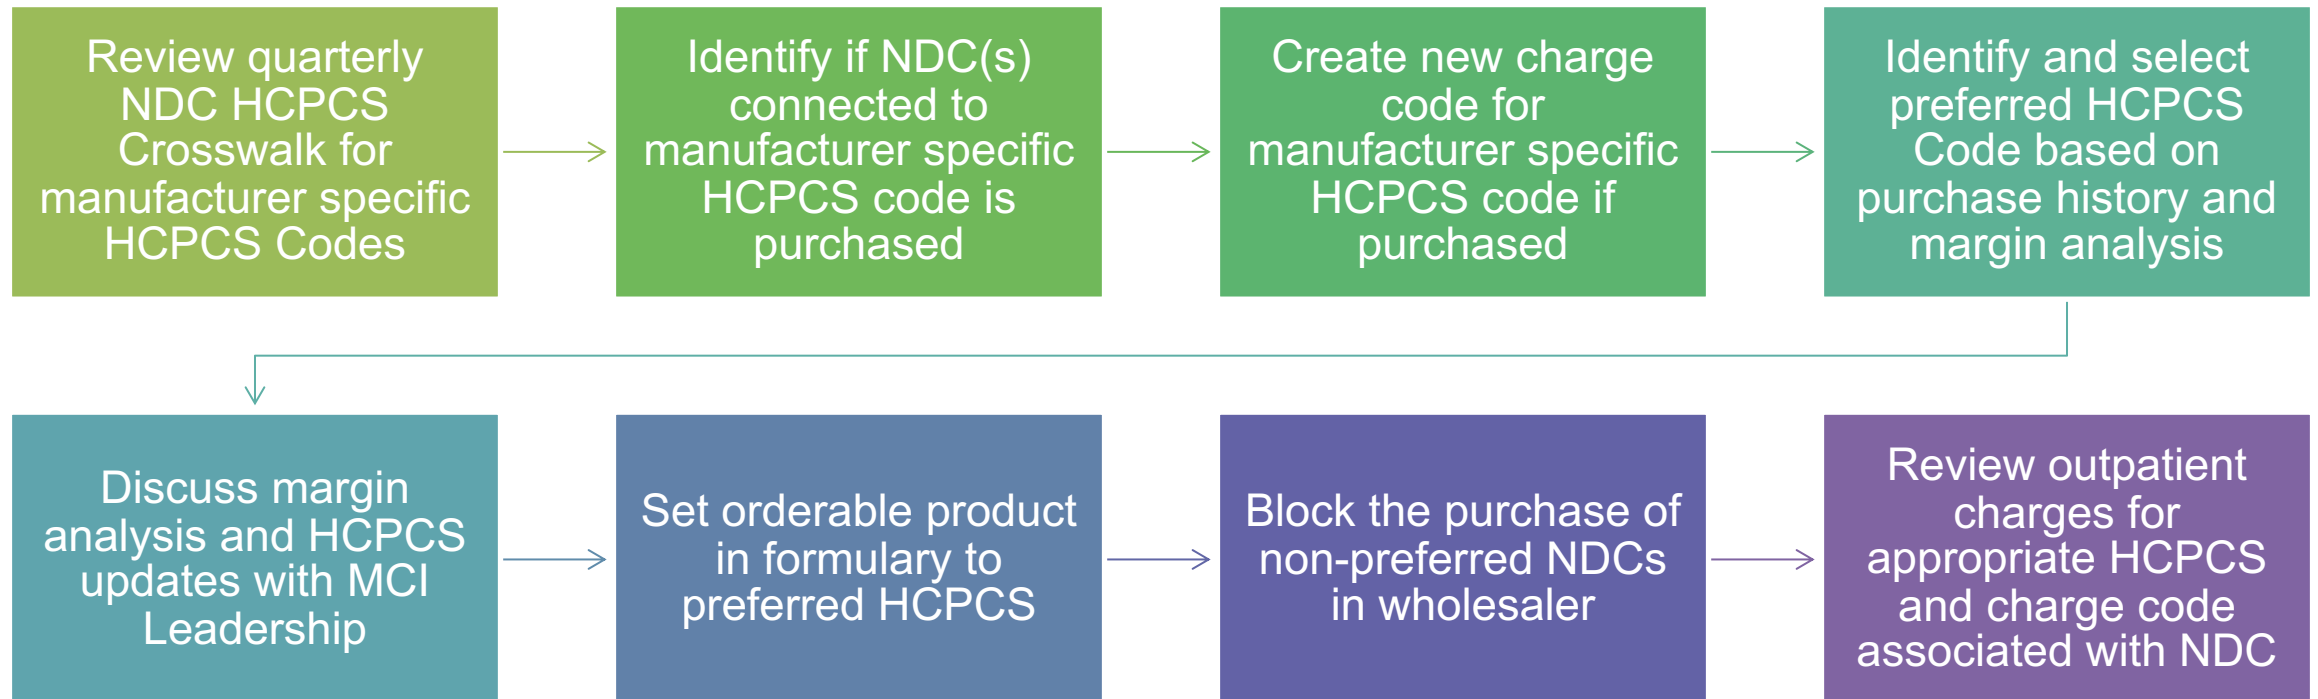 Review quarterly
NDC HCPCS
Crosswalk for
manufacturer specific
HCPCS Codes
Identify if NDC(s)
connected to
manufacturer specific
HCPCS code is
purchased
Create new charge
code for
manufacturer specific
HCPCS code if
purchased
Identify and select
preferred HCPCS
Code based on
purchase history and
margin analysis
Discuss margin
analysis and HCPCS
updates with MCI
Leadership
Set orderable product
in formulary to
preferred HCPCS
Block the purchase of
non-preferred NDCs
in wholesaler
Review outpatient
charges for
appropriate HCPCS
and charge code
associated with NDC